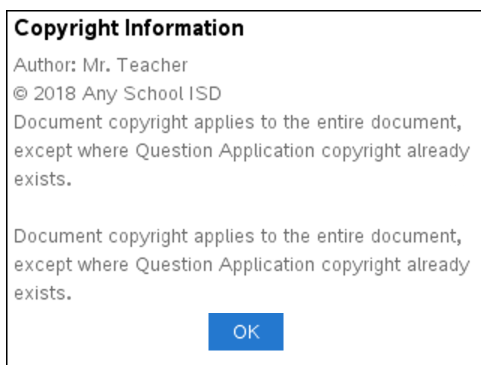 Copyright Information
Author: Mr. Teacher
© 2018 Any School ISD
Document copyright applies to the entire document,
except where Question Application copyright already
exists.
Document copyright applies to the entire document,
except where Question Application copyright already
exists.
OK